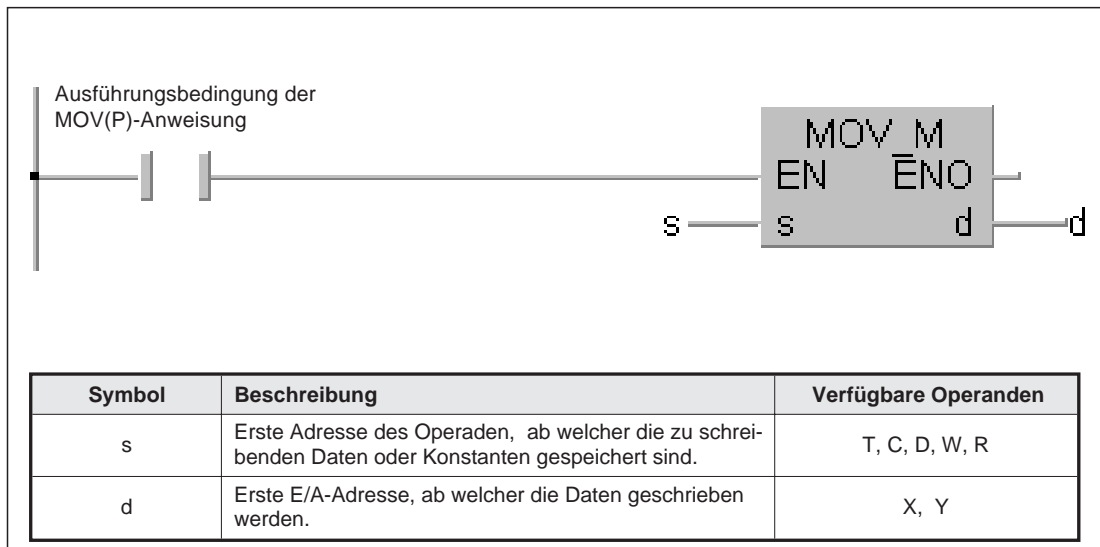 Ausführungsbedingung der
MOV(P)-Anweisung
MOV_M
EN ENO
s s d d
Symbol Beschreibung Verfügbare Operanden
s Erste Adresse des Operaden, ab welcher die zu schrei-
benden Daten oder Konstanten gespeichert sind. T, C, D, W, R
d Erste E/A-Adresse, ab welcher die Daten geschrieben
werden. X, Y